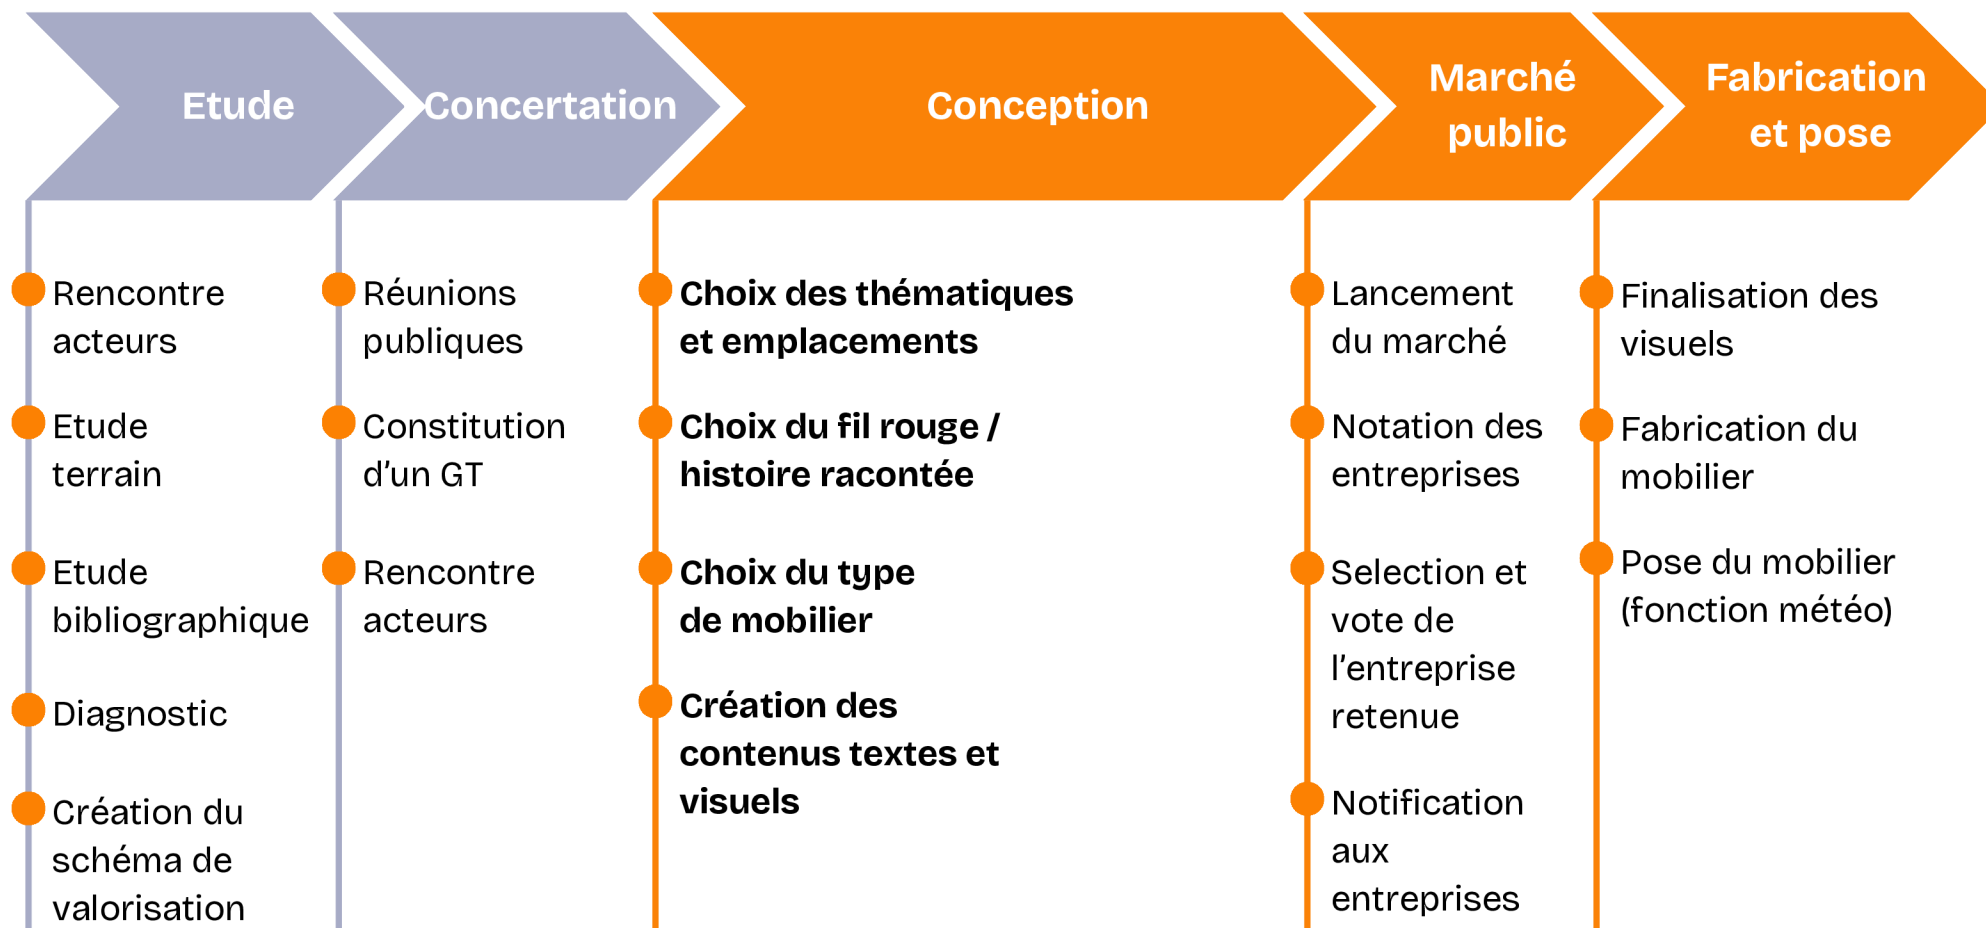 Etude
Concertation
Conception
Marché
public
Fabrication
et pose
Rencontre
acteurs
Etude
terrain
Etude
bibliographique
Diagnostic
Création du
schéma de
valorisation
Réunions
publiques
Constitution
d’un GT
Rencontre
acteurs
Choix des thématiques
et emplacements
Choix du fil rouge /
histoire racontée
Choix du type
de mobilier
Création des
contenus textes et
visuels
Lancement
du marché
Notation des
entreprises
Selection et
vote de
l’entreprise
retenue
Notification
aux
entreprises
Finalisation des
visuels
Fabrication du
mobilier
Pose du mobilier
(fonction météo)